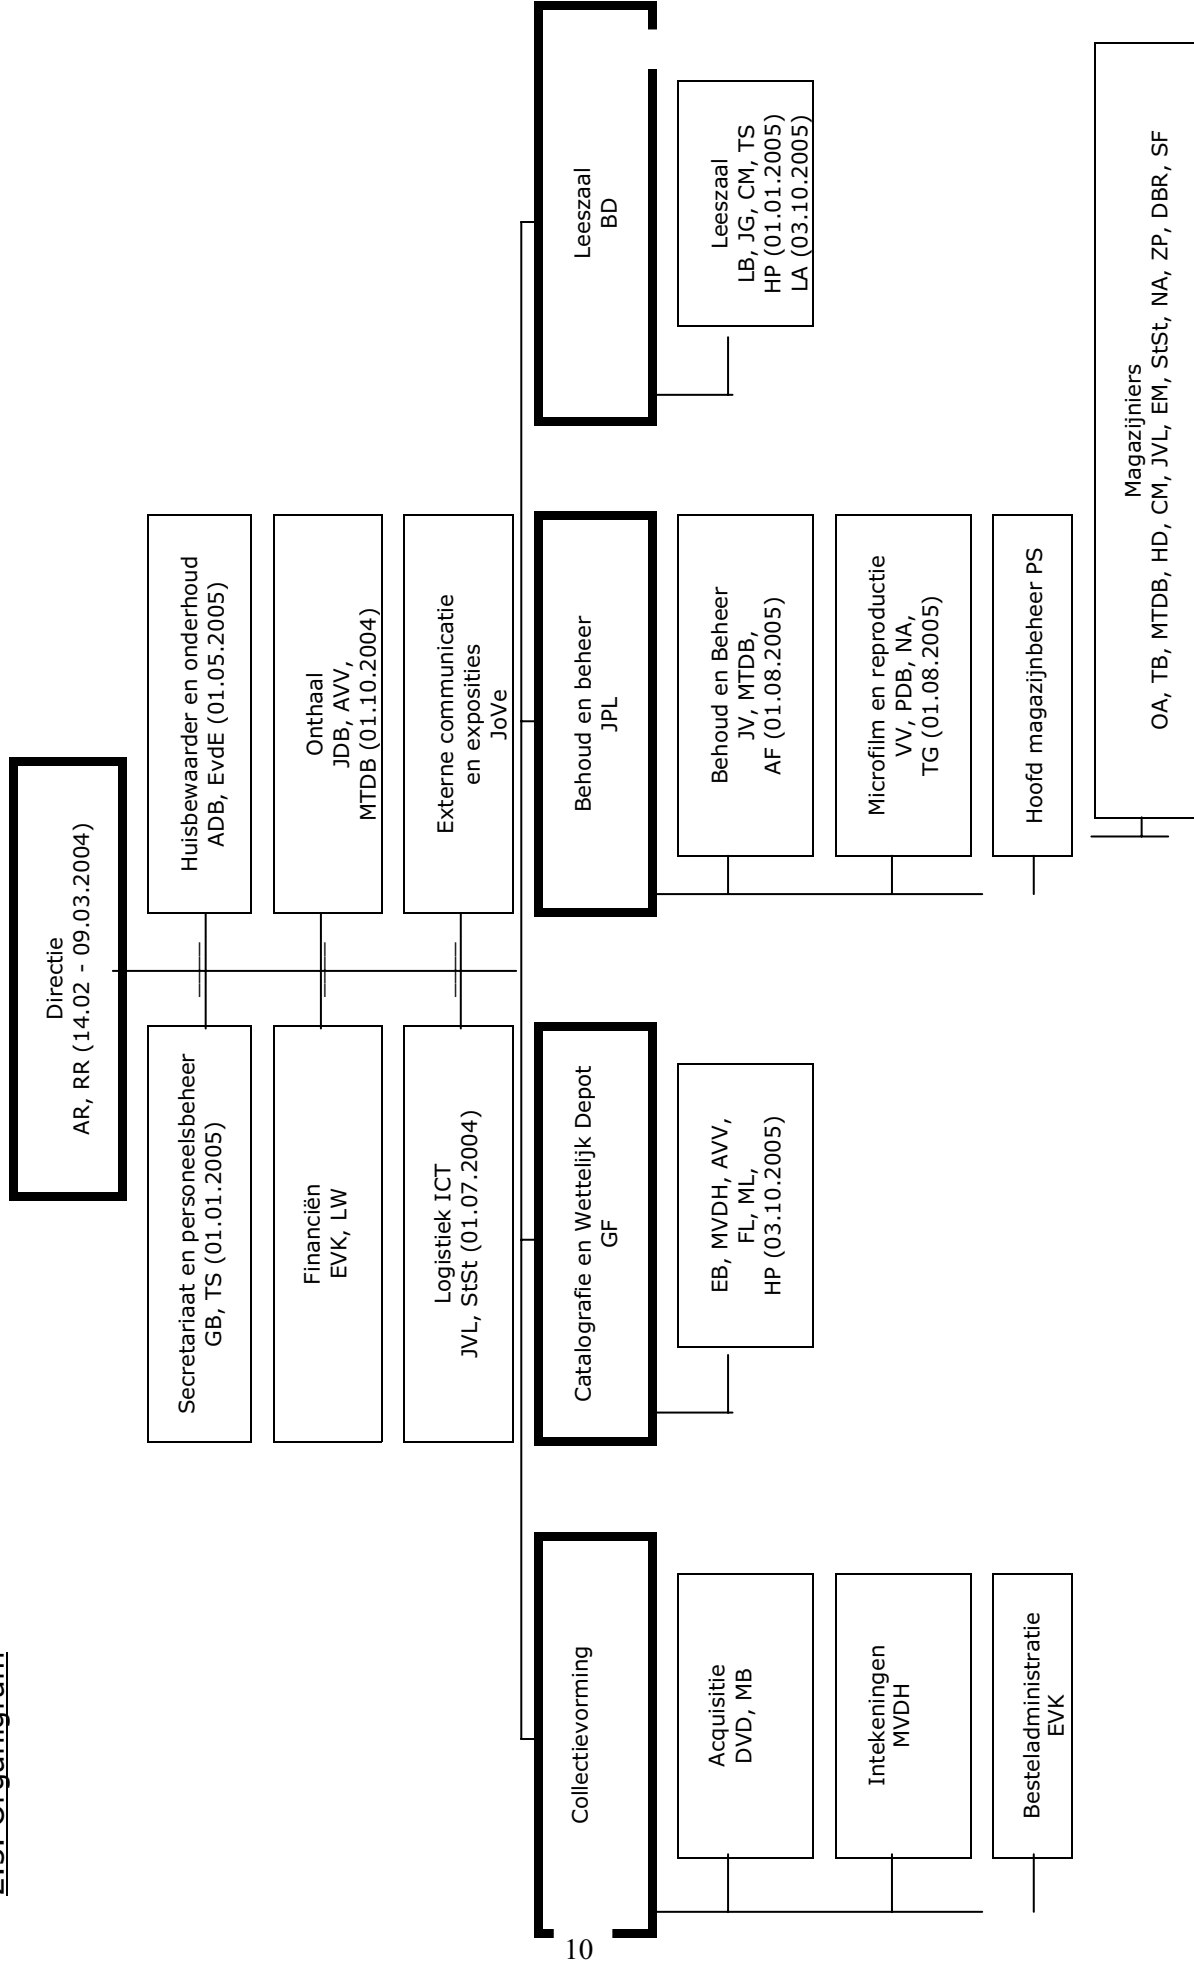 Directie
AR, RR (14.02 - 09.03.2004)
Secretariaat en personeelsbeheer
GB, TS (01.01.2005)
Huisbewaarder en onderhoud
ADB, EvdE (01.05.2005)
Financiën
EVK, LW
Onthaal
JDB, AVV,
MTDB (01.10.2004)
Logistiek ICT
JVL, StSt (01.07.2004)
Externe communicatie
en exposities
JoVe
Collectievorming
Acquisitie
DVD, MB
Intekeningen
MVDH
Besteladministratie
EVK
Catalografie en Wettelijk Depot
GF
EB, MVDH, AVV,
FL, ML,
HP (03.10.2005)
Behoud en beheer
JPL
Behoud en Beheer
JV, MTDB,
AF (01.08.2005)
Microfilm en reproductie
VV, PDB, NA,
TG (01.08.2005)
Hoofd magazijnbeheer PS
Magazijniers
OA, TB, MTDB, HD, CM, JVL, EM, StSt, NA, ZP, DBR, SF
Leeszaal
BD
Leeszaal
LB, JG, CM, TS
HP (01.01.2005)
LA (03.10.2005)
10